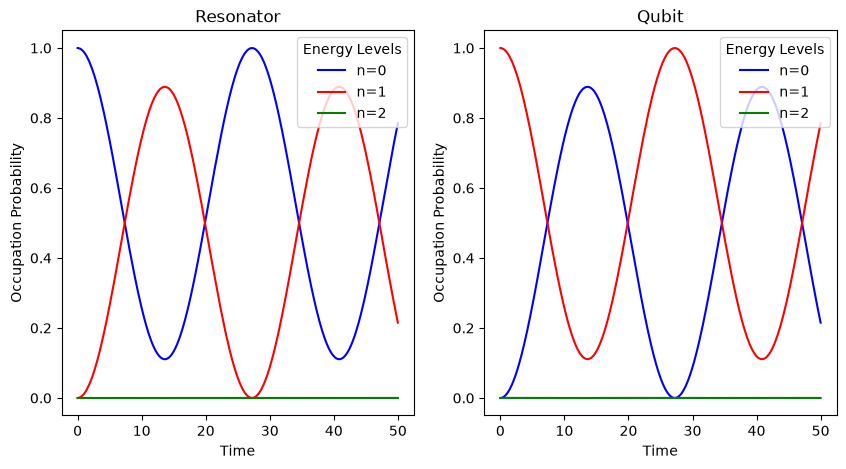 Resonator
Occupation Probability
1.0
0.8
0.6
0.4
0.2
0.0
Energy Levels
n=0
n=1
n=2
0 10 20 30 40 50
Time
Qubit
Occupation Probability
1.0
0.8
0.6
0.4
0.2
0.0
Energy Levels
n=0
n=1
n=2
0 10 20 30 40 50
Time